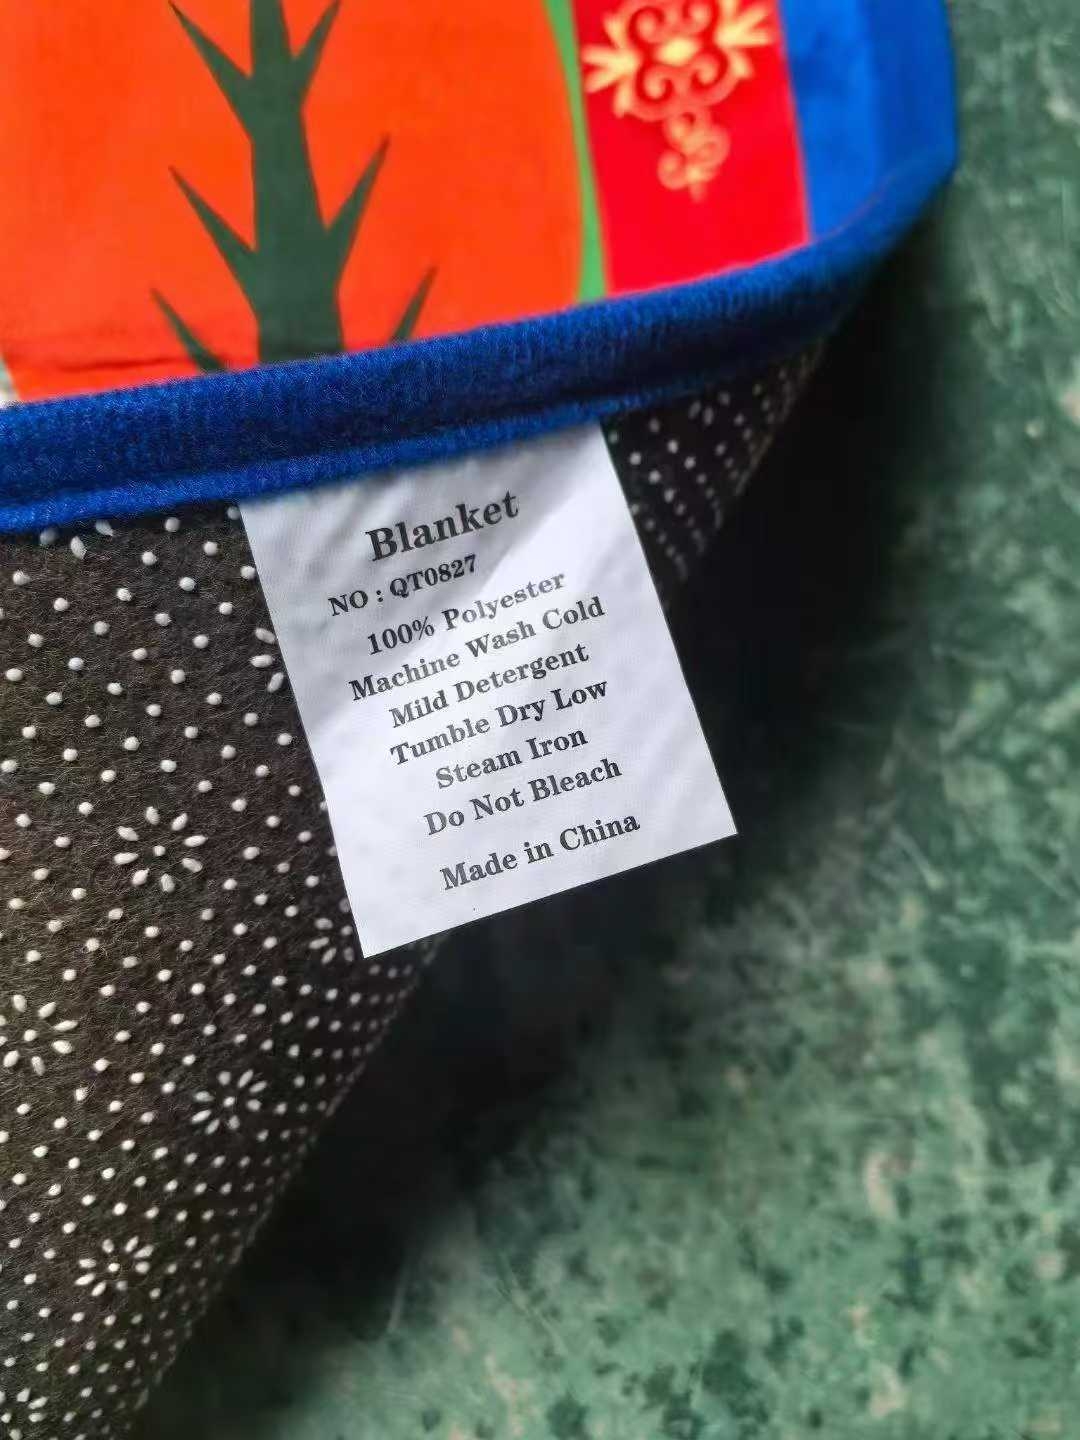 Blanket
NO : QT0827
100% Polyester
Machine Wash Cold
Mild Detergent
Tumble Dry Low
Steam Iron
Do Not Bleach
Made in China